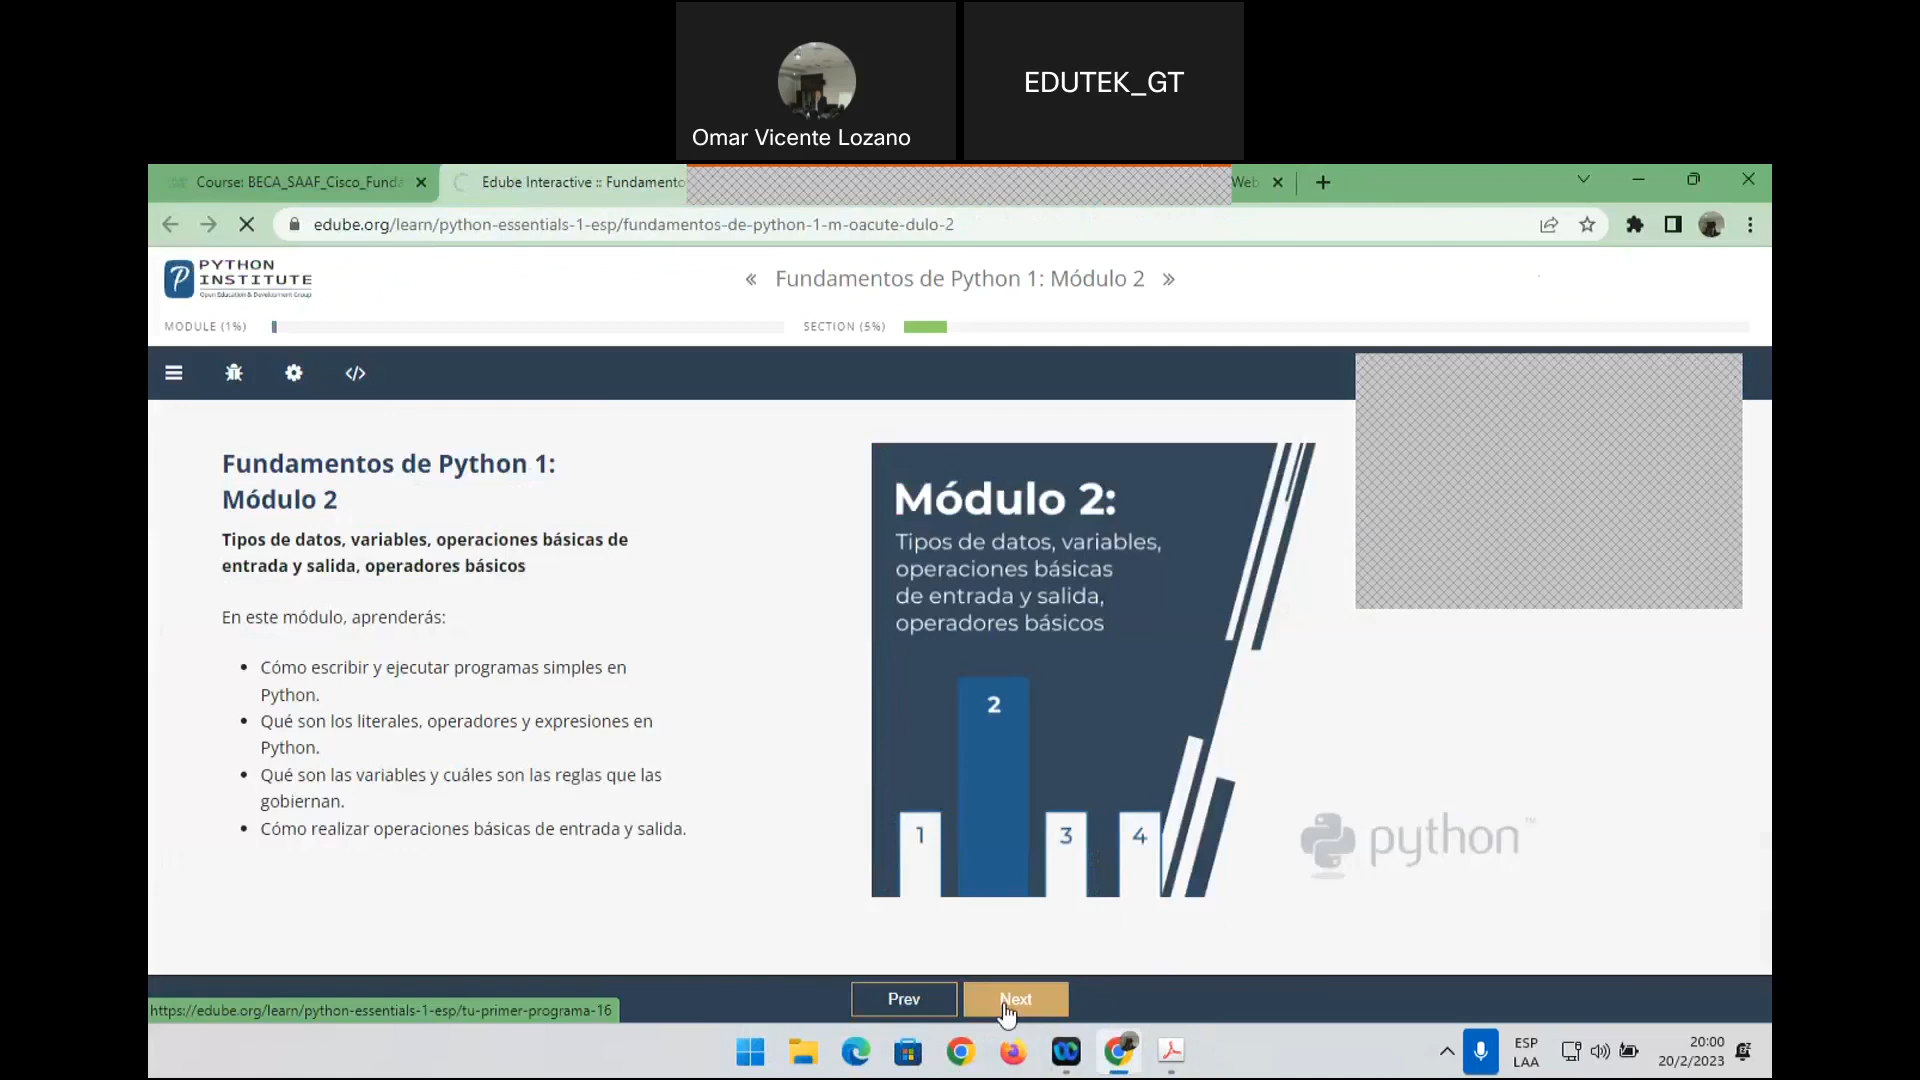 Omar Vicente Lozano
EDUTEK_GT
Course: BECA_SAAF_Cisco_Funda
Edube Interactive :: Fundamento
Web
edube.org/learn/python-essentials-1-esp/fundamentos-de-python-1-m-oacute-dulo-2
PYTHON
INSTITUTE
Open Education & Development Group
« Fundamentos de Python 1: Módulo 2 »
MODULE (1%)
SECTION (5%)
Fundamentos de Python 1:
Módulo 2
Tipos de datos, variables, operaciones básicas de
entrada y salida, operadores básicos
En este módulo, aprenderás:
• Cómo escribir y ejecutar programas simples en
Python.
• Qué son los literales, operadores y expresiones en
Python.
• Qué son las variables y cuáles son las reglas que las
gobiernan.
• Cómo realizar operaciones básicas de entrada y salida.
Módulo 2:
Tipos de datos, variables,
operaciones básicas
de entrada y salida,
operadores básicos
1
2
3
4
python™
Prev
Next
https://edube.org/learn/python-essentials-1-esp/tu-primer-programa-16
ESP
LAA
20:00
20/2/2023